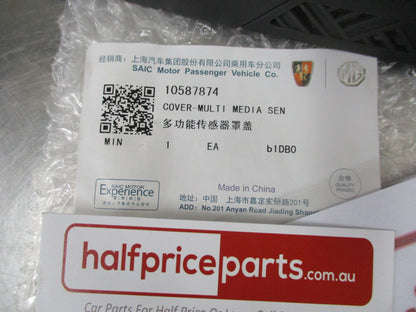 经销商: 上海汽车集团股份有限公司乘用车分公司
SAIC Motor Passenger Vehicle Co.
MG
10587874
COVER-MULTI MEDIA SEN
多功能传感器罩盖
MIN 1 EA b1DB0
SAIC MOTOR
Experience
Made in China
合格
QUALITY PASSED
地址: 中国 上海市嘉定安研路201号
ADD: No.201 Anyan Road Jiading
halfpriceparts.com.au
Car Parts For Half Price Or